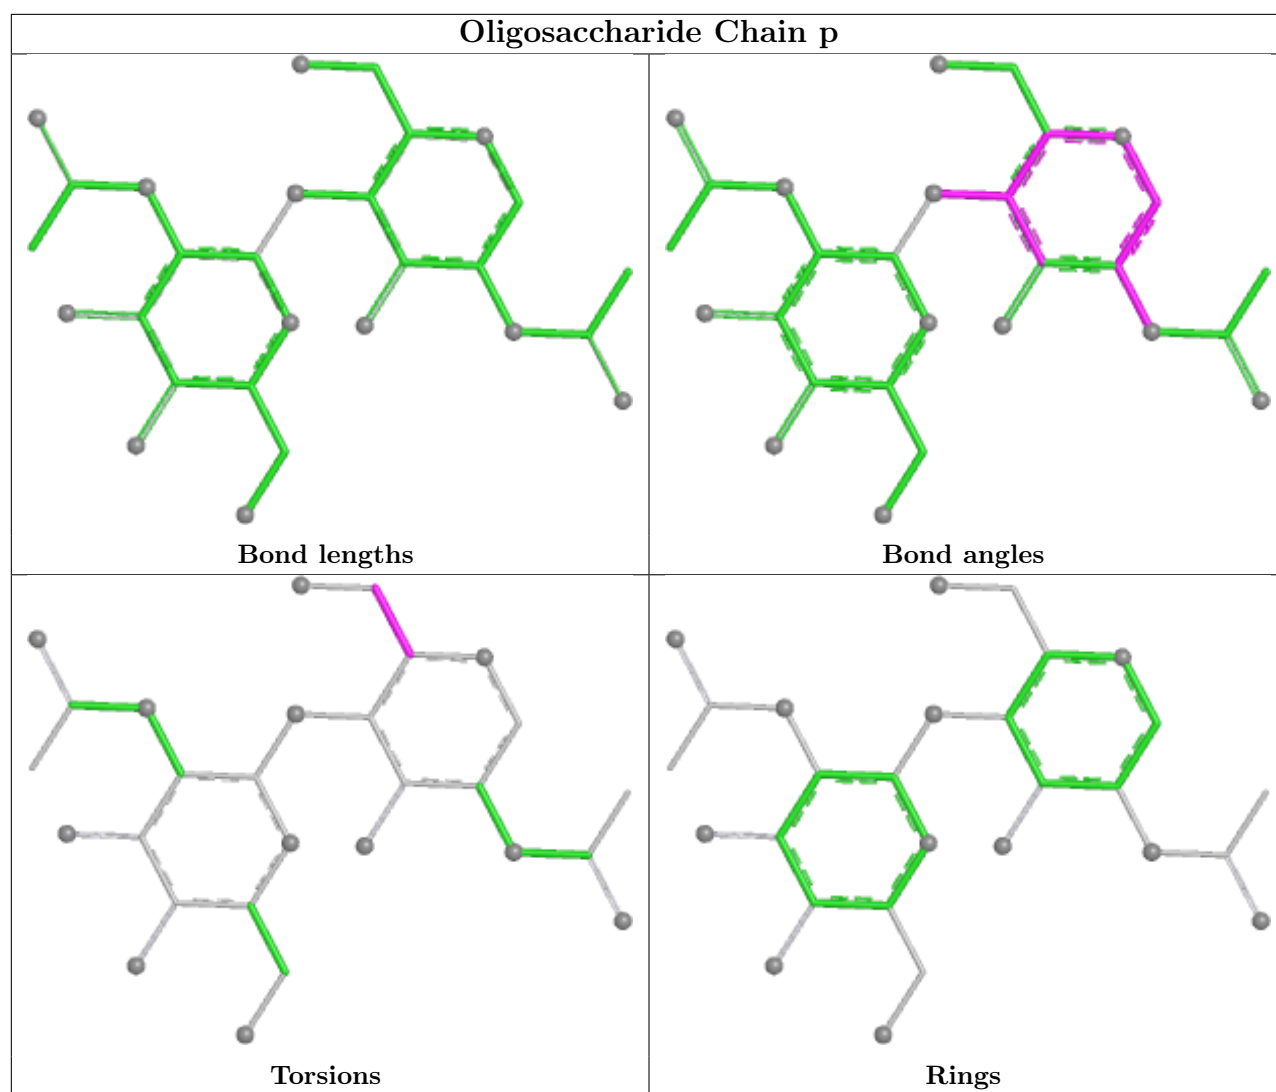 Oligosaccharide Chain p
Bond lengths
Bond angles
Torsions
Rings